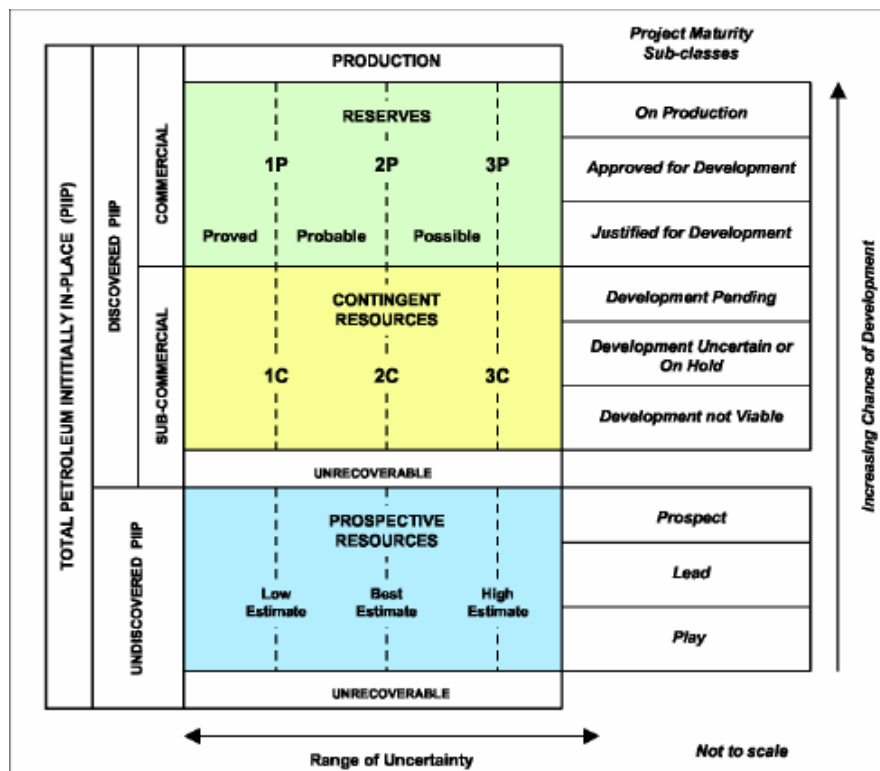 Project Maturity
Sub-classes
PRODUCTION
RESERVES
1P 2P 3P
Proved Probable Possible
On Production
Approved for Development
Justified for Development
CONTINGENT
RESOURCES
1C 2C 3C
Development Pending
Development Uncertain or
On Hold
Development not Viable
UNRECOVERABLE
PROSPECTIVE
RESOURCES
Low
Estimate
Best
Estimate
High
Estimate
Prospect
Lead
Play
UNRECOVERABLE
TOTAL PETROLEUM INITITIALLY IN-PLACE (PIIP)
DISCOVERED PIIP
UNDISCOVERED PIIP
COMMERCIAL
SUB-COMMERCIAL
Increasing Chance of Development
Range of Uncertainty
Not to scale